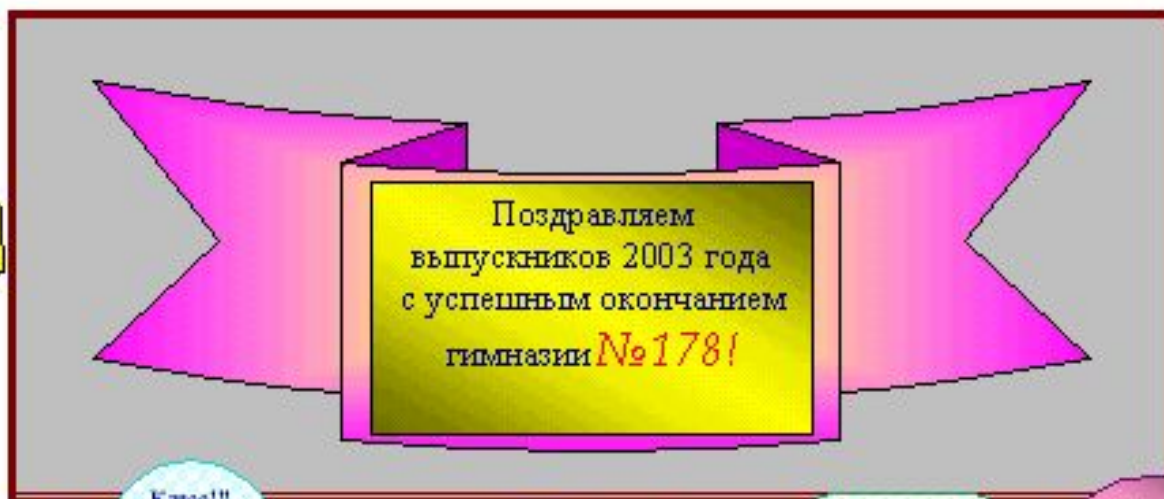 Поздравляем
выпускников 2003 года
с успешным окончанием
гимназии №178!